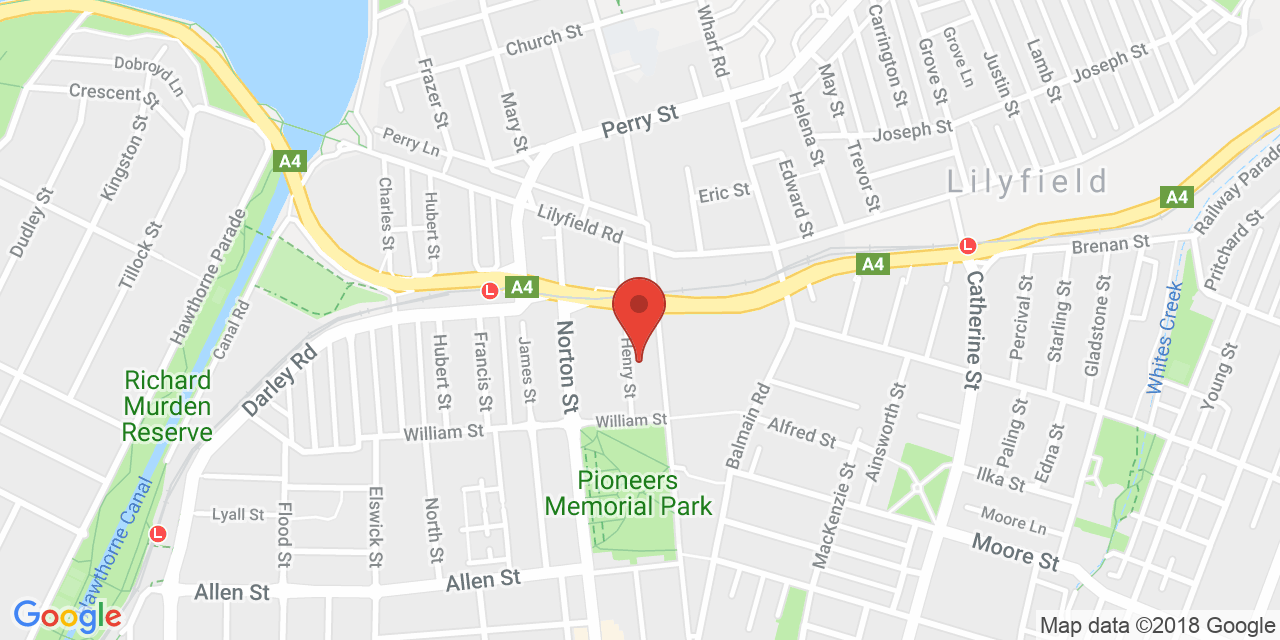 Church St
Wharf Rd
Carrington St
Grove St
Grove Ln
Justin St
Lamb St
Joseph St
Dobroyd Ln
Crescent St
Kingston St
Frazer St
Mary St
Perry St
Perry Ln
May St
Helena St
Joseph St
Trevor St
A4
Lilyfield
A4
Railway Parade
Dudley St
Tillock St
Hawthorne Parade
Charles St
Hubert St
Lilyfield Rd
Eric St
Edward St
Brenan St
Pritchard St
L
A4
L
A4
Canal Rd
Darley Rd
Hubert St
Francis St
James St
Norton St
Henry St
Catherine St
Percival St
Starling St
Gladstone St
Whites Creek
Young St
Richard
Murden
Reserve
William St
William St
Balmain Rd
Alfred St
Ainsworth St
Paling St
Edna St
Pioneers
Memorial Park
MacKenzie St
Ilka St
Moore Ln
Moore St
Hawthorne Canal
Lyall St
Flood St
Elswick St
North St
L
Allen St
Allen St
Google
Map data ©2018 Google